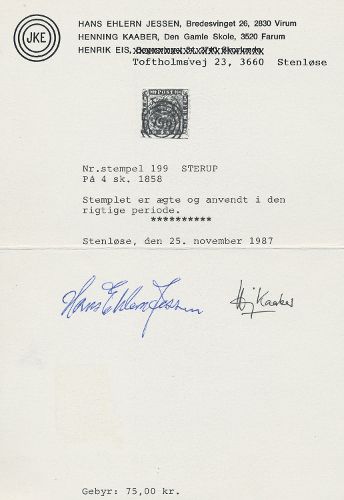 JKE
HANS EHLERN JESSEN, Bredesvinget 26, 2830 Virum
HENNING KAABER, Den Gamle Skole, 3520 Farum
HENRIK EIS,
Toftholmsvej 23, 3660 Stenløse
Nr.stempel 199 STERUP
På 4 sk. 1858
Stemplet er ægte og anvendt i den
rigtige periode.
**********
Stenløse, den 25. november 1987
Hans Ehlern Jessen
Hj Kaaber
Gebyr: 75,00 kr.